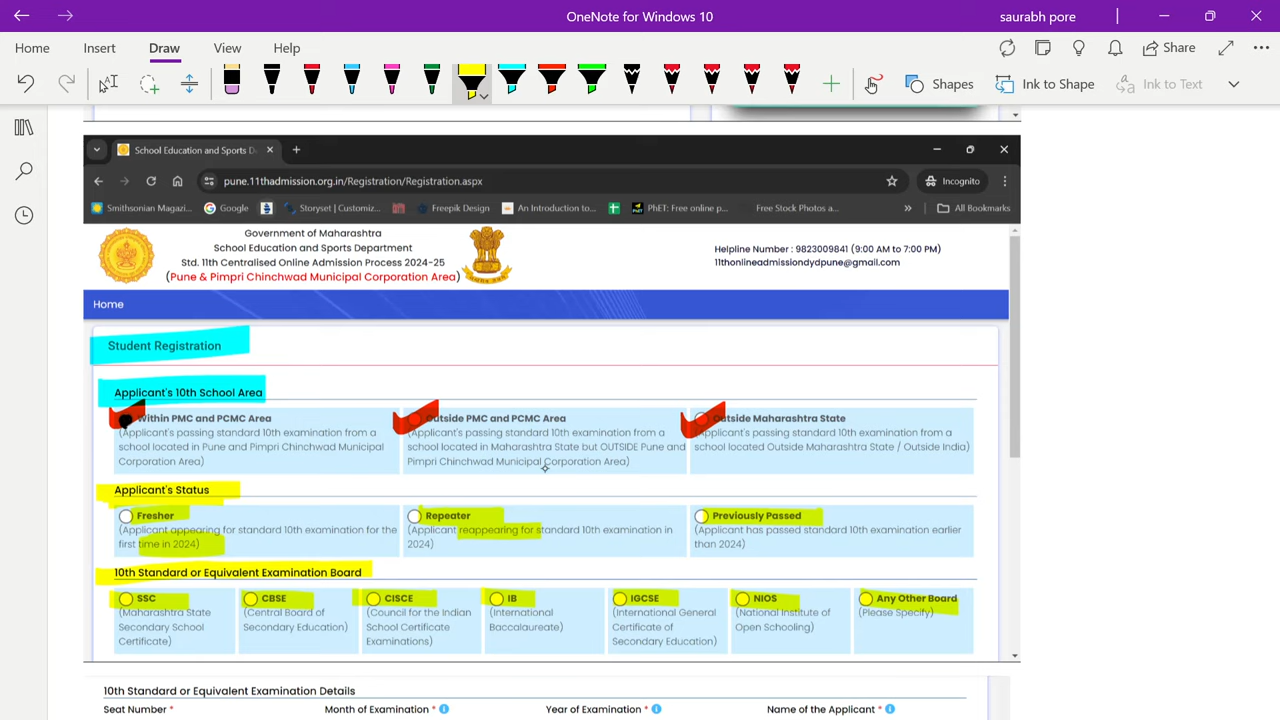 OneNote for Windows 10
saurabh pore
Home Insert Draw View Help
Share
Shapes Ink to Shape Ink to Text
School Education and Sports D
pune.11thadmission.org.in/Registration/Registration.aspx
Incognito
Smithsonian Magazi... Google Storyset | Customiz... Freepik Design An Introduction to... PhET: Free online p... Free Stock Photos a... » All Bookmarks
Government of Maharashtra
School Education and Sports Department
Std. 11th Centralised Online Admission Process 2024-25
(Pune & Pimpri Chinchwad Municipal Corporation Area)
Helpline Number : 9823009841 (9:00 AM to 7:00 PM)
11thonlineadmissiondydpune@gmail.com
Home
Student Registration
Applicant's 10th School Area
Within PMC and PCMC Area
(Applicant's passing standard 10th examination from a
school located in Pune and Pimpri Chinchwad Municipal
Corporation Area)
Outside PMC and PCMC Area
(Applicant's passing standard 10th examination from a
school located in Maharashtra State but OUTSIDE Pune and
Pimpri Chinchwad Municipal Corporation Area)
Outside Maharashtra State
(Applicant's passing standard 10th examination from a
school located Outside Maharashtra State / Outside India)
Applicant's Status
Fresher
(Applicant appearing for standard 10th examination for the
first time in 2024)
Repeater
(Applicant reappearing for standard 10th examination in
2024)
Previously Passed
(Applicant has passed standard 10th examination earlier
than 2024)
10th Standard or Equivalent Examination Board
SSC
(Maharashtra State
Secondary School
Certificate)
CBSE
(Central Board of
Secondary Education)
CISCE
(Council for the Indian
School Certificate
Examinations)
IB
(International
Baccalaureate)
IGCSE
(International General
Certificate of
Secondary Education)
NIOS
(National Institute of
Open Schooling)
Any Other Board
(Please Specify)
10th Standard or Equivalent Examination Details
Seat Number * Month of Examination * Year of Examination * Name of the Applicant *